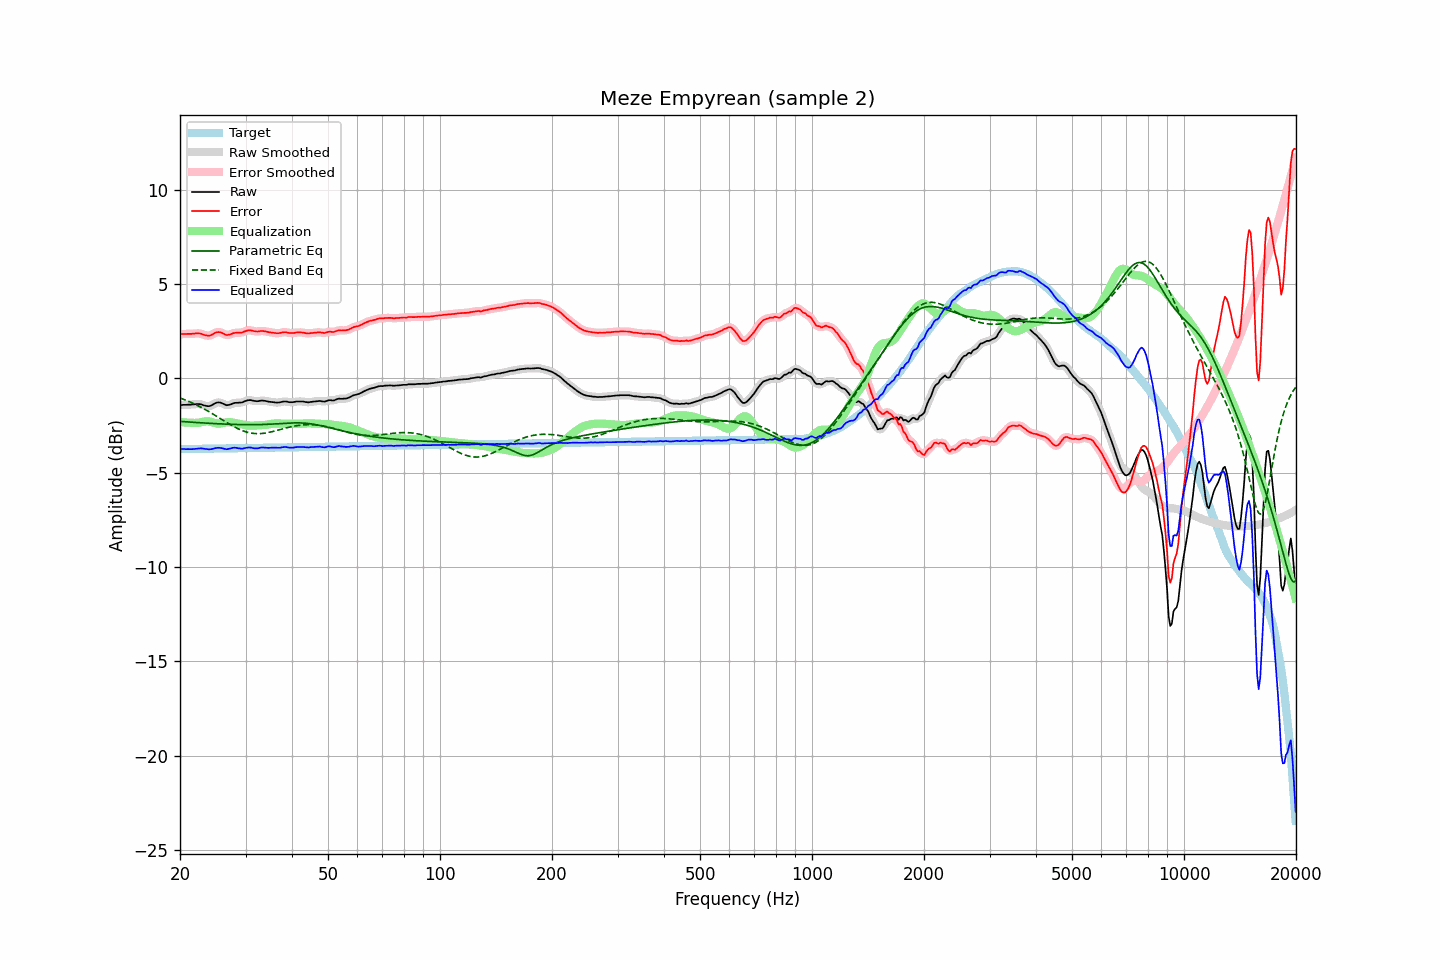 Meze Empyrean (sample 2)
Target
Raw Smoothed
Error Smoothed
Raw
Error
Equalization
Parametric Eq
Fixed Band Eq
Equalized
10
5
0
−5
−10
−15
−20
−25
Amplitude (dBr)
20
50
100
200
500
1000
2000
5000
10000
20000
Frequency (Hz)